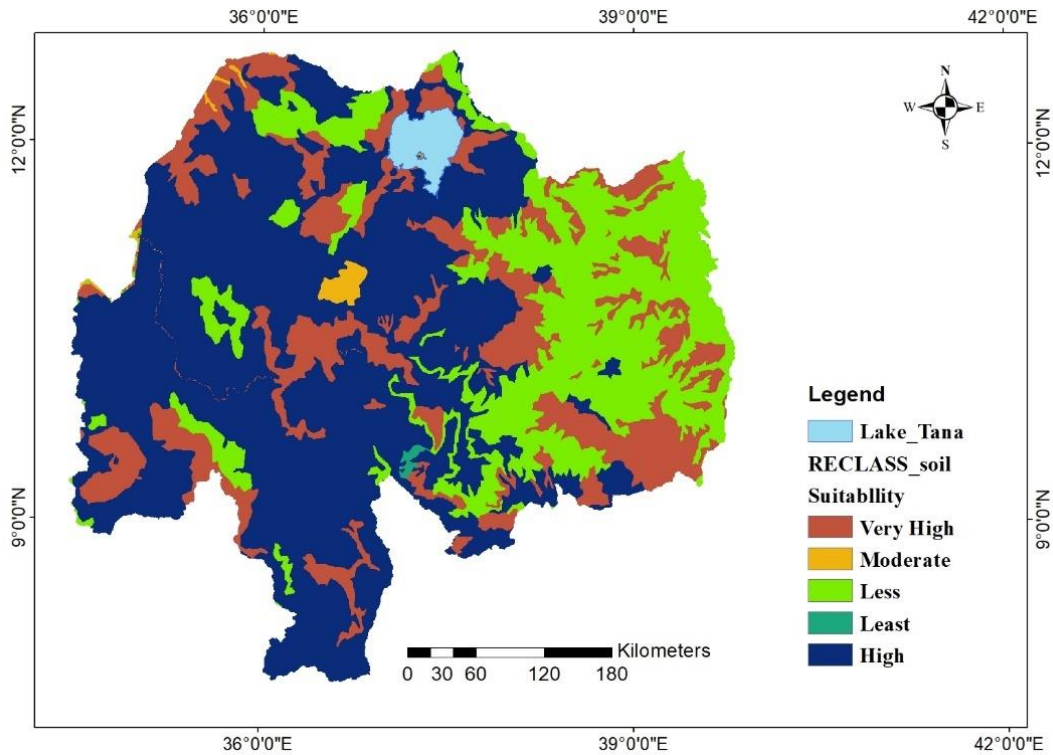 36°0'0"E 39°0'0"E 42°0'0"E
N
W E
S
12°0'0"N 12°0'0"N
Legend
Lake_Tana
RECLASS_soil
Suitabllity
Very High
Moderate
Less
Least
High
9°0'0"N 9°0'0"N
Kilometers
0 30 60 120 180
36°0'0"E 39°0'0"E 42°0'0"E